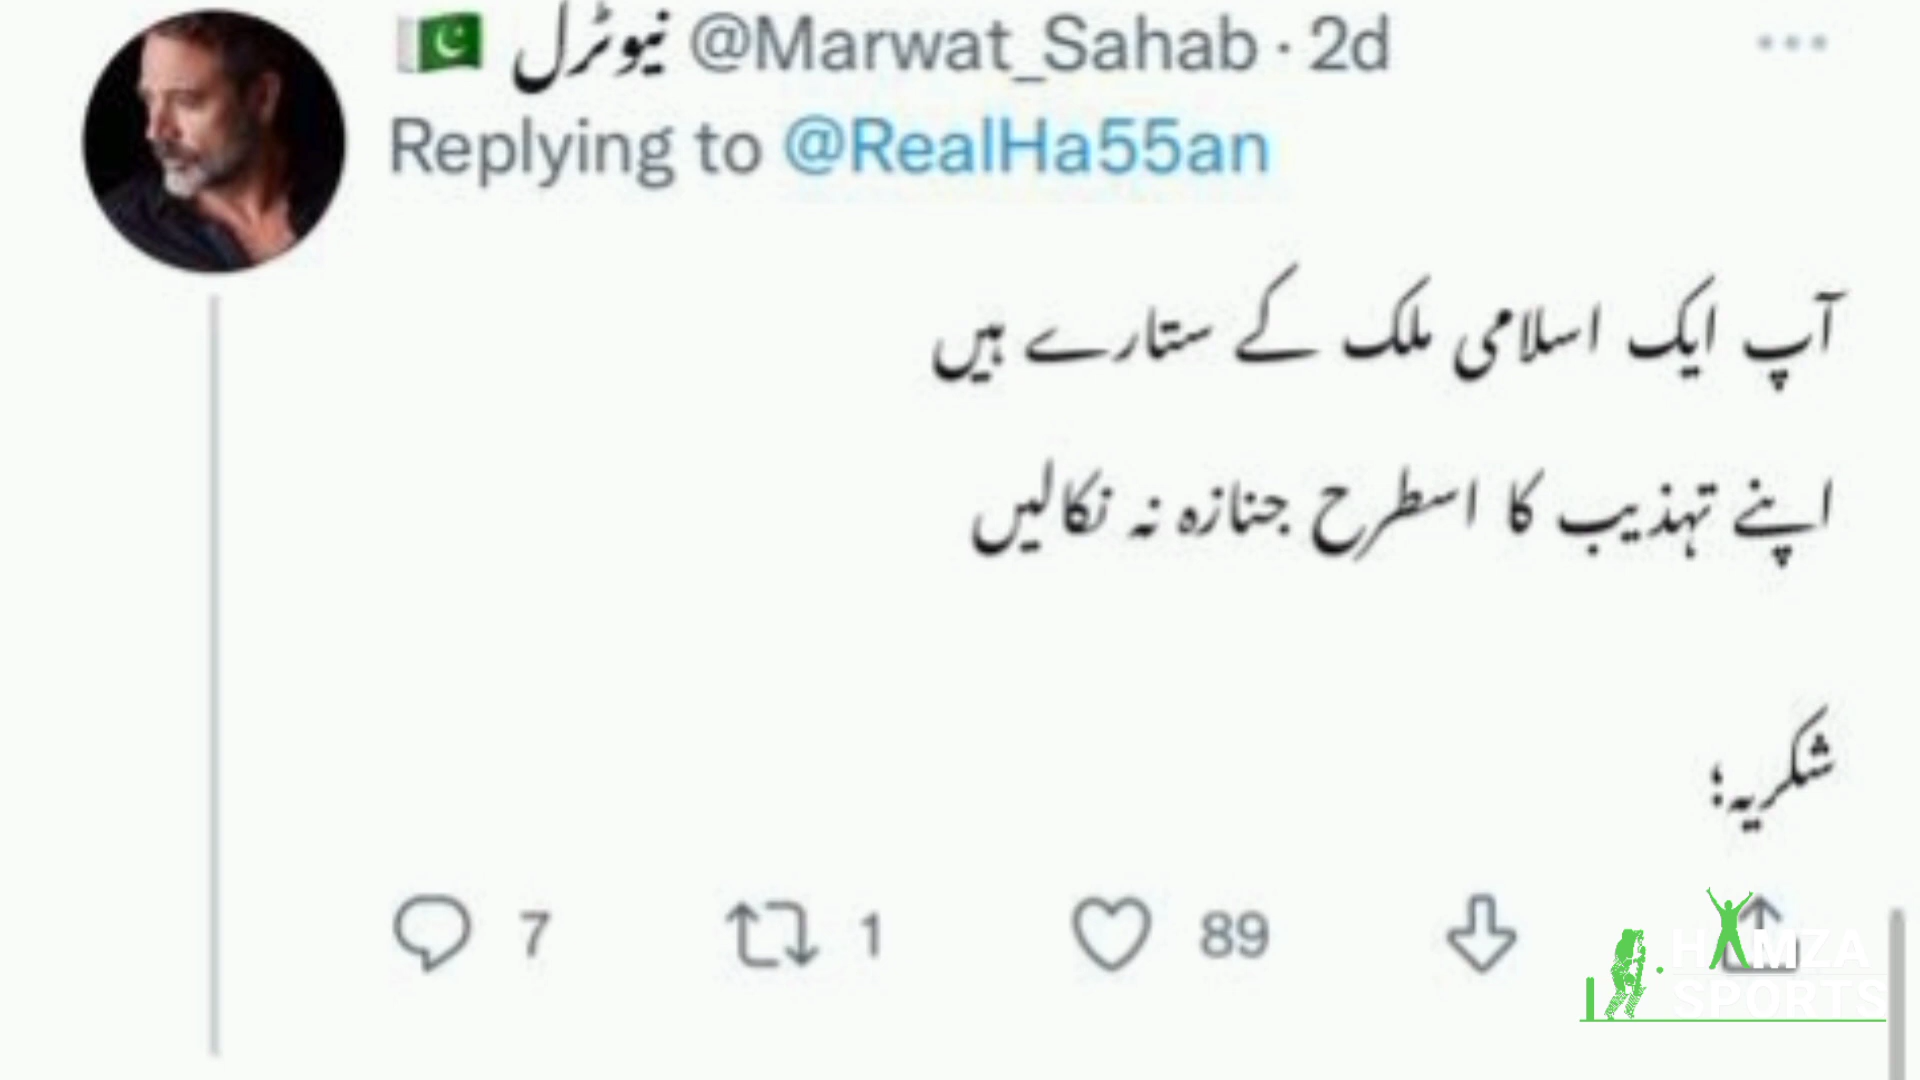 نیوٹرل @Marwat_Sahab · 2d
Replying to @RealHa55an
آپ ایک اسلامی ملک کے ستارے ہیں
اپنے تہذیب کا اسطرح جنازہ نہ نکالیں
شکریہ؛
7 1 89
HAMZA
SPORTS